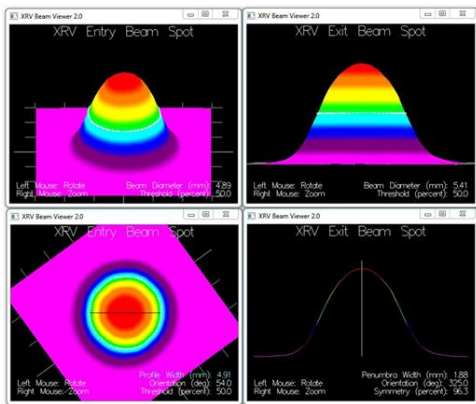 XRV Beam Viewer 2.0
XRV Entry Beam Spot
Left Mouse: Rotate
Right Mouse: Zoom
Beam Diameter (mm): 4.89
Threshold (percent): 50.0
XRV Beam Viewer 2.0
XRV Exit Beam Spot
Left Mouse: Rotate
Right Mouse: Zoom
Beam Diameter (mm): 5.41
Threshold (percent): 50.0
XRV Beam Viewer 2.0
XRV Entry Beam Spot
Left Mouse: Rotate
Right Mouse: Zoom
Profile Width (mm): 4.91
Orientation (deg): 54.0
Threshold (percent): 50.0
XRV Beam Viewer 2.0
XRV Exit Beam Spot
Left Mouse: Rotate
Right Mouse: Zoom
Penumbra Width (mm): 1.88
Orientation (deg): 325.0
Symmetry (percent): 96.3